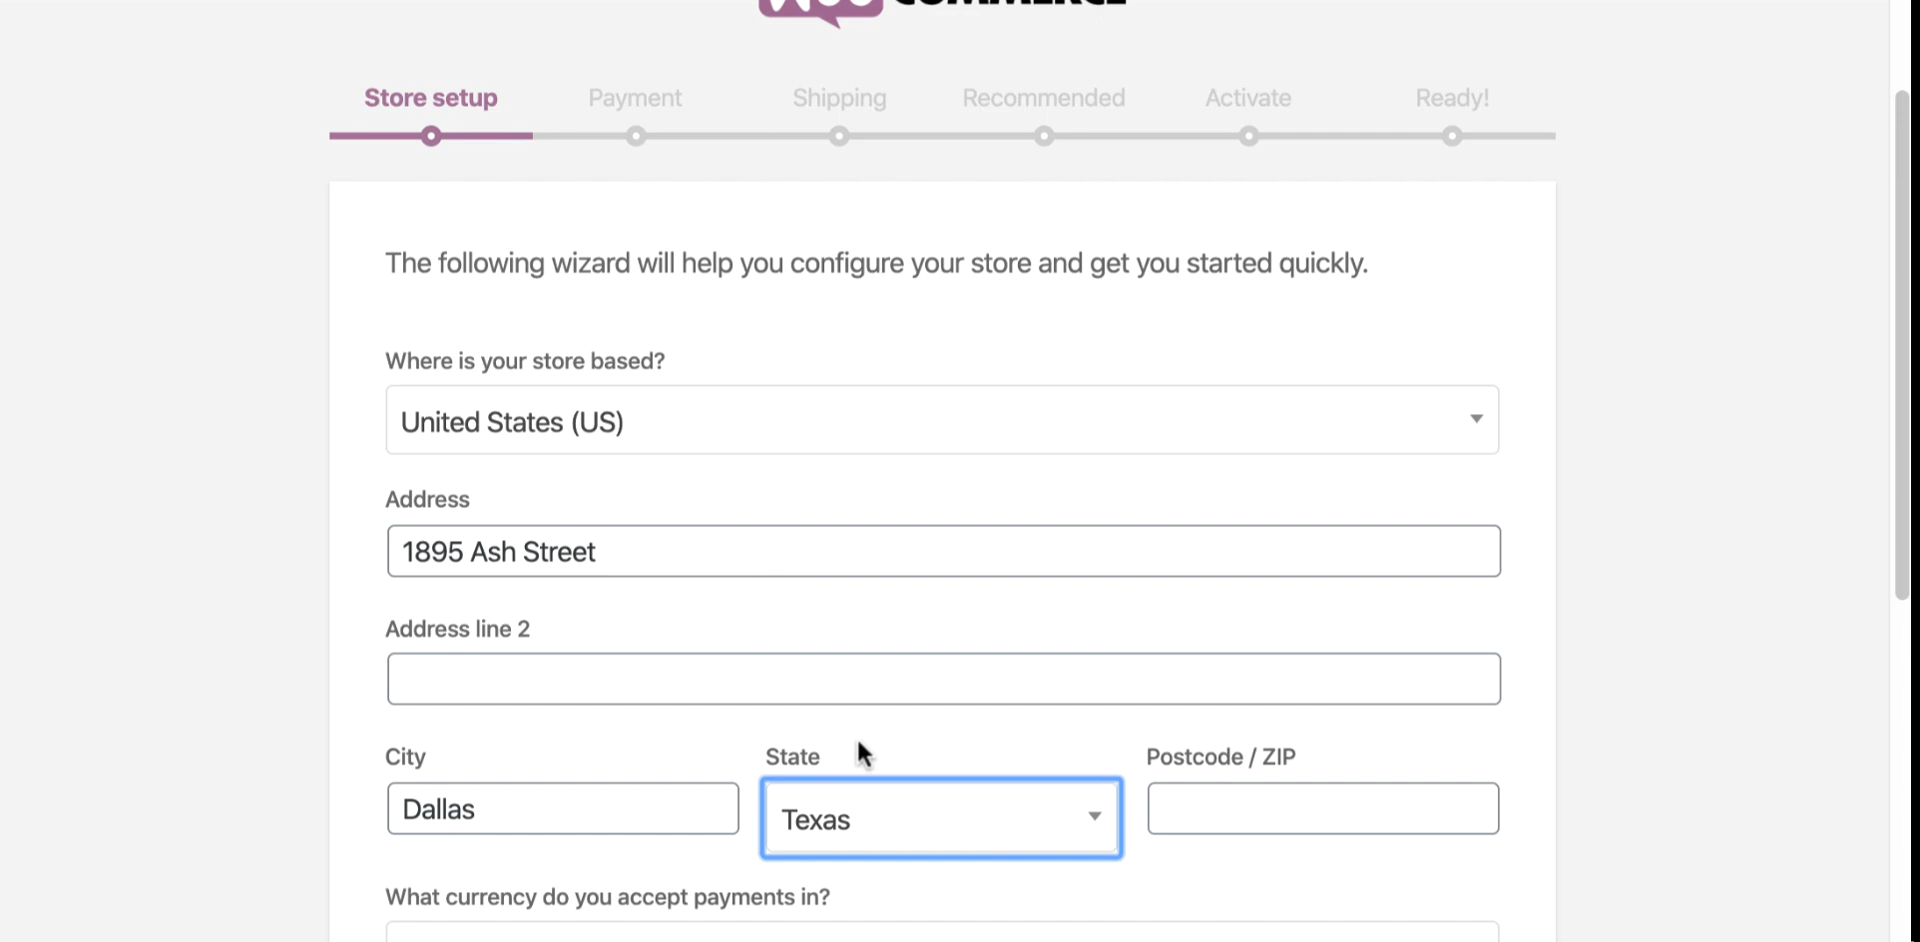 Store setup Payment Shipping Recommended Activate Ready!
The following wizard will help you configure your store and get you started quickly.
Where is your store based?
United States (US)
Address
1895 Ash Street
Address line 2
City State Postcode / ZIP
Dallas Texas
What currency do you accept payments in?